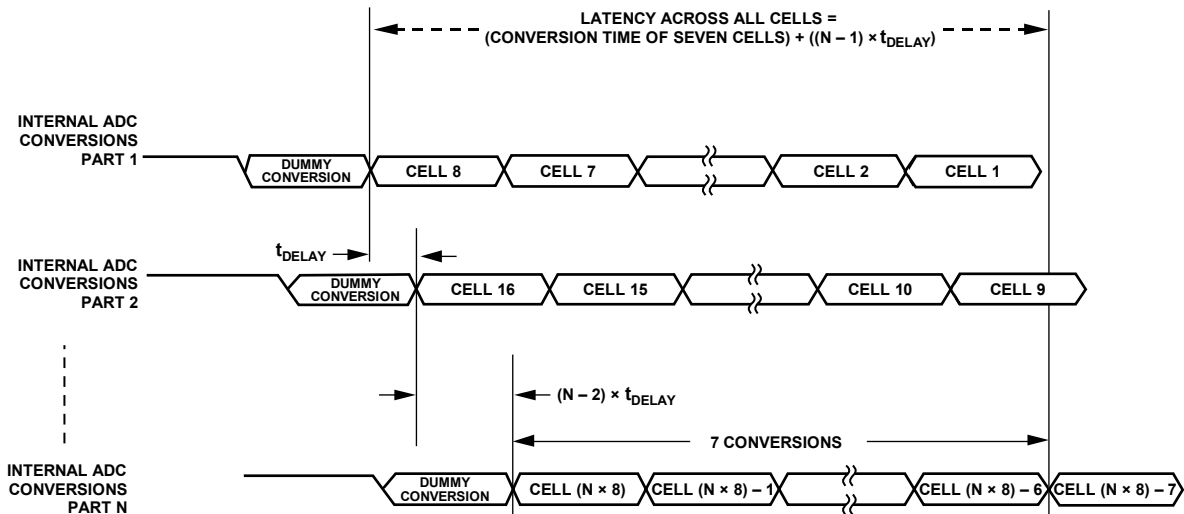 LATENCY ACROSS ALL CELLS =
(CONVERSION TIME OF SEVEN CELLS) + ((N – 1) × tDELAY)
INTERNAL ADC
CONVERSIONS
PART 1
DUMMY
CONVERSION
CELL 8
CELL 7
CELL 2
CELL 1
tDELAY
INTERNAL ADC
CONVERSIONS
PART 2
DUMMY
CONVERSION
CELL 16
CELL 15
CELL 10
CELL 9
(N – 2) × tDELAY
7 CONVERSIONS
INTERNAL ADC
CONVERSIONS
PART N
DUMMY
CONVERSION
CELL (N × 8)
CELL (N × 8) – 1
CELL (N × 8) – 6
CELL (N × 8) – 7